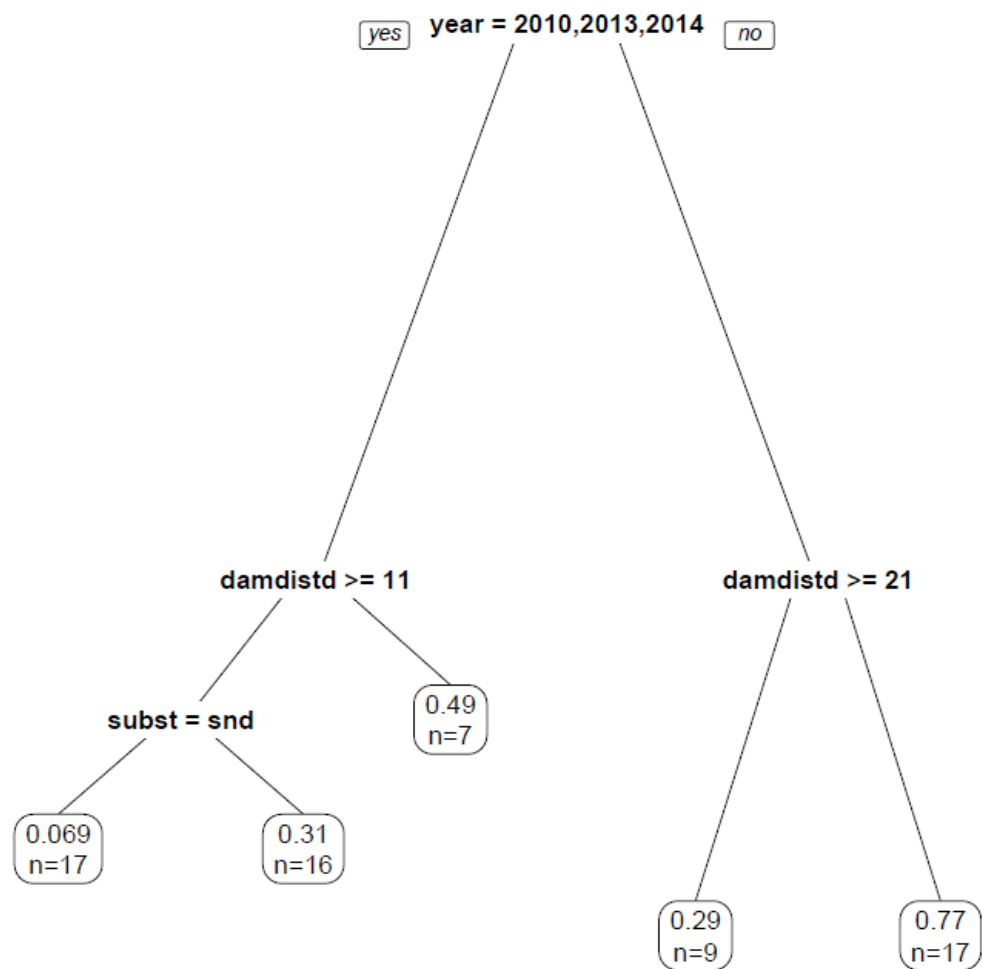 yes year = 2010,2013,2014 no
damdistd >= 11 damdistd >= 21
0.49
n=7
subst = snd
0.069 0.31
n=17 n=16
0.29 0.77
n=9 n=17